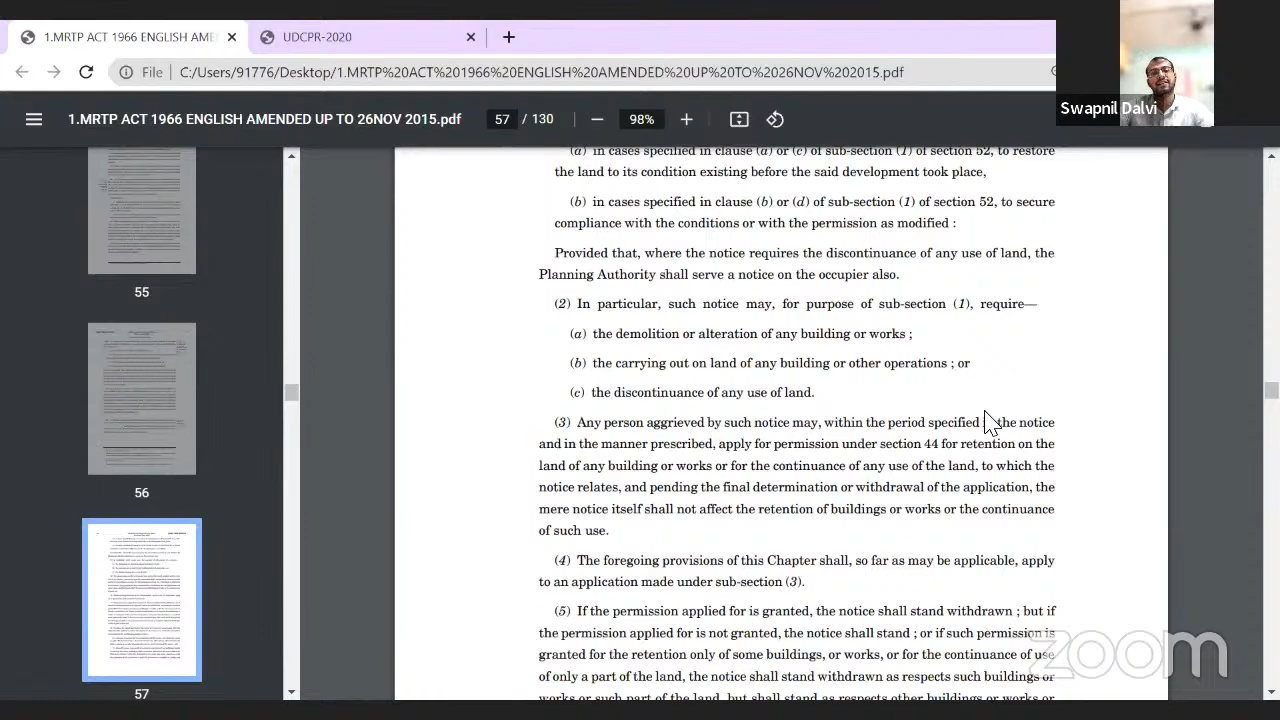 1.MRTP ACT 1966 ENGLISH AME
UDCPR-2020
File
C:/Users/91776/Desktop/1.MRTP%20ACT%201966%20ENGLISH%20AMENDED%20UP%20TO%2026NOV%202015.pdf
Swapnil Dalvi
1.MRTP ACT 1966 ENGLISH AMENDED UP TO 26NOV 2015.pdf
57 / 130
98%
(a) in cases specified in clause (a) or (c) of sub-section (1) of section 52, to restore
the land to its condition existing before the said development took place,
(b) in cases specified in clause (b) or (d) of sub-section (1) of section 52, to secure
compliance with the conditions or with the permission as modified :
Provided that, where the notice requires the discontinuance of any use of land, the
Planning Authority shall serve a notice on the occupier also.
(2) In particular, such notice may, for purpose of sub-section (1), require—
(a) the demolition or alteration of any building or works ;
(b) the carrying out on land of any building or other operations ; or
(c) the discontinuance of any use of land.
Any person aggrieved by such notice may, within the period specified the notice
and in the manner prescribed, apply for permission under section 44 for retention on the
land of any building or works or for the continuance of any use of the land, to which the
notice relates, and pending the final determination or withdrawal of the application, the
mere notice itself shall not affect the retention of buildings or works or the continuance
of such use.
foregoing provisions of this Chapter shall, so far as may be applicable, apply
application made under sub-section (3
If the permission applied for is granted, the notice shall stand withdrawn ; but if
permission applied for is not granted, the notice shall stand ; or if such permission is
granted for the retention only of some buildings, or works, or for the continuance of use
of only a part of the land, the notice shall stand withdrawn as respects such buildings or
works or such part of the land, but shall stand as respects other buildings or works or
55
56
57
zoom